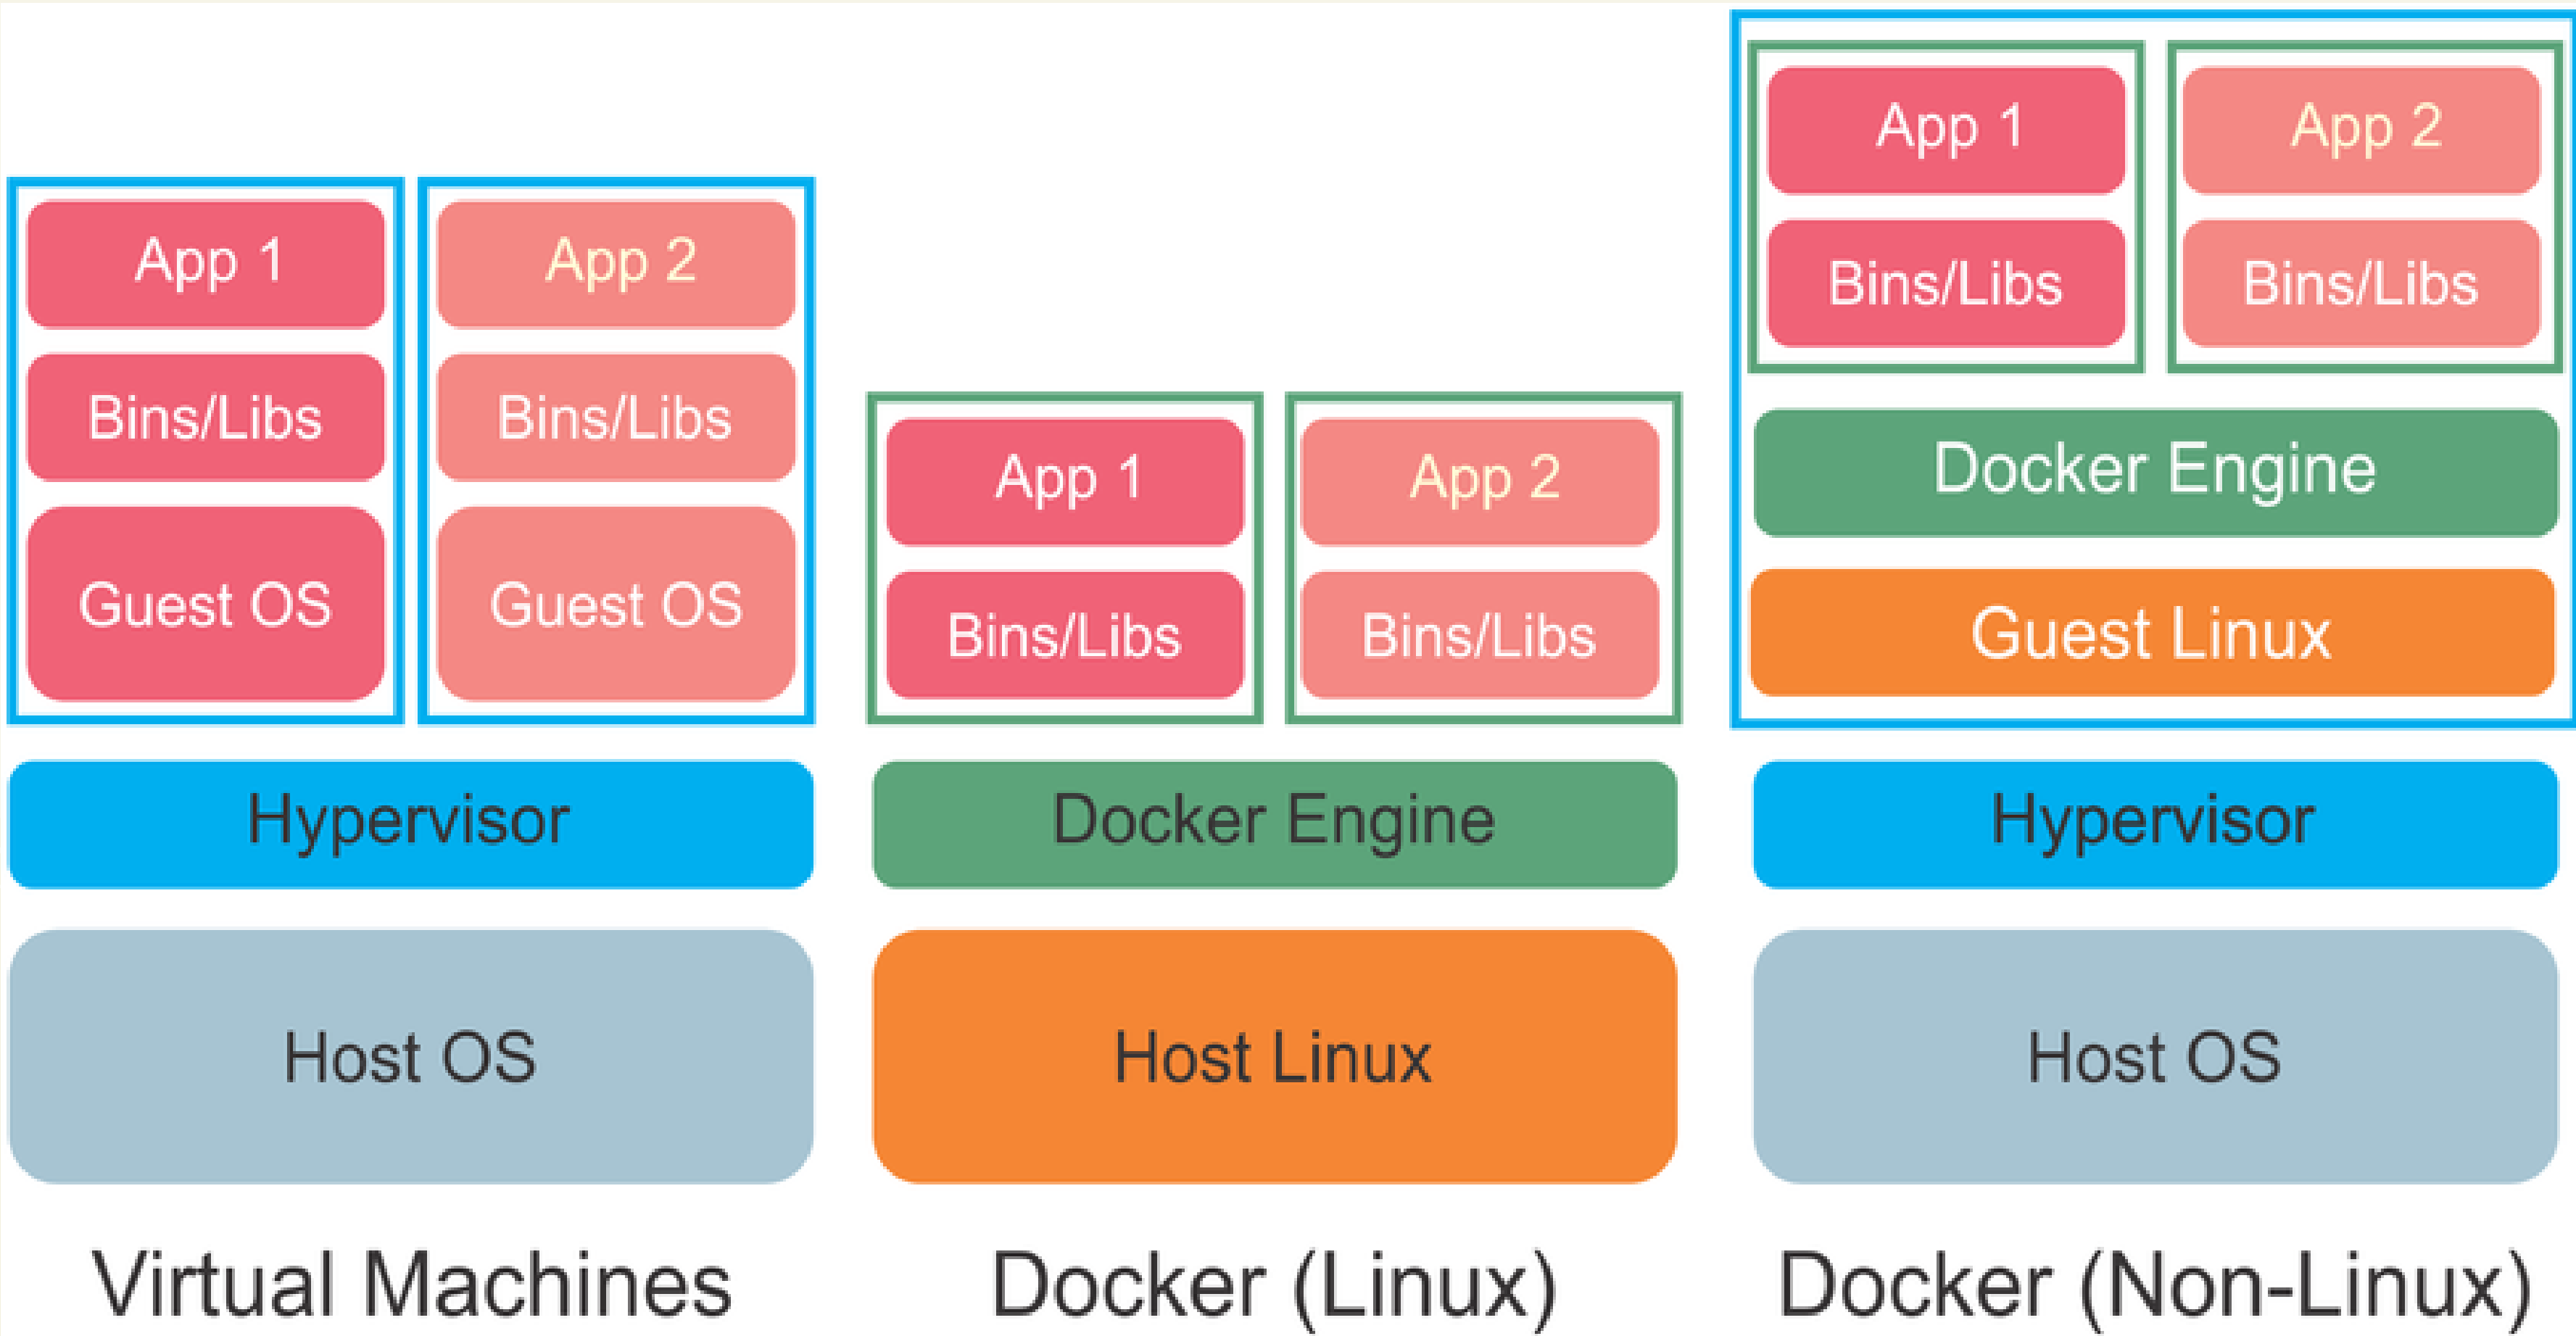 App 1
Bins/Libs
Guest OS
App 2
Bins/Libs
Guest OS
Hypervisor
Host OS
Virtual Machines
App 1
Bins/Libs
App 2
Bins/Libs
Docker Engine
Host Linux
Docker (Linux)
App 1
Bins/Libs
App 2
Bins/Libs
Docker Engine
Guest Linux
Hypervisor
Host OS
Docker (Non-Linux)